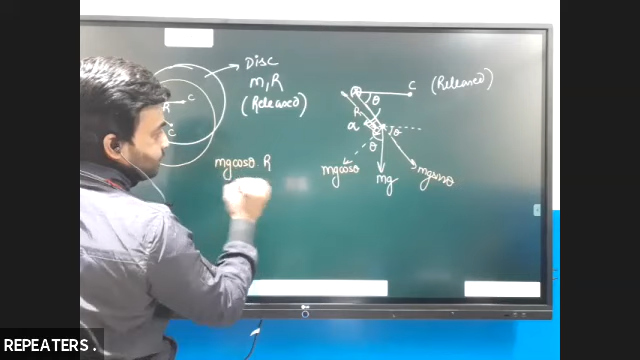 Disc
m, R
(Released)
R
C
C
mgcosθ. R
C
(Released)
θ
R
α
θ
θ
mgcosθ
mg
mgsinθ
REPEATERS .